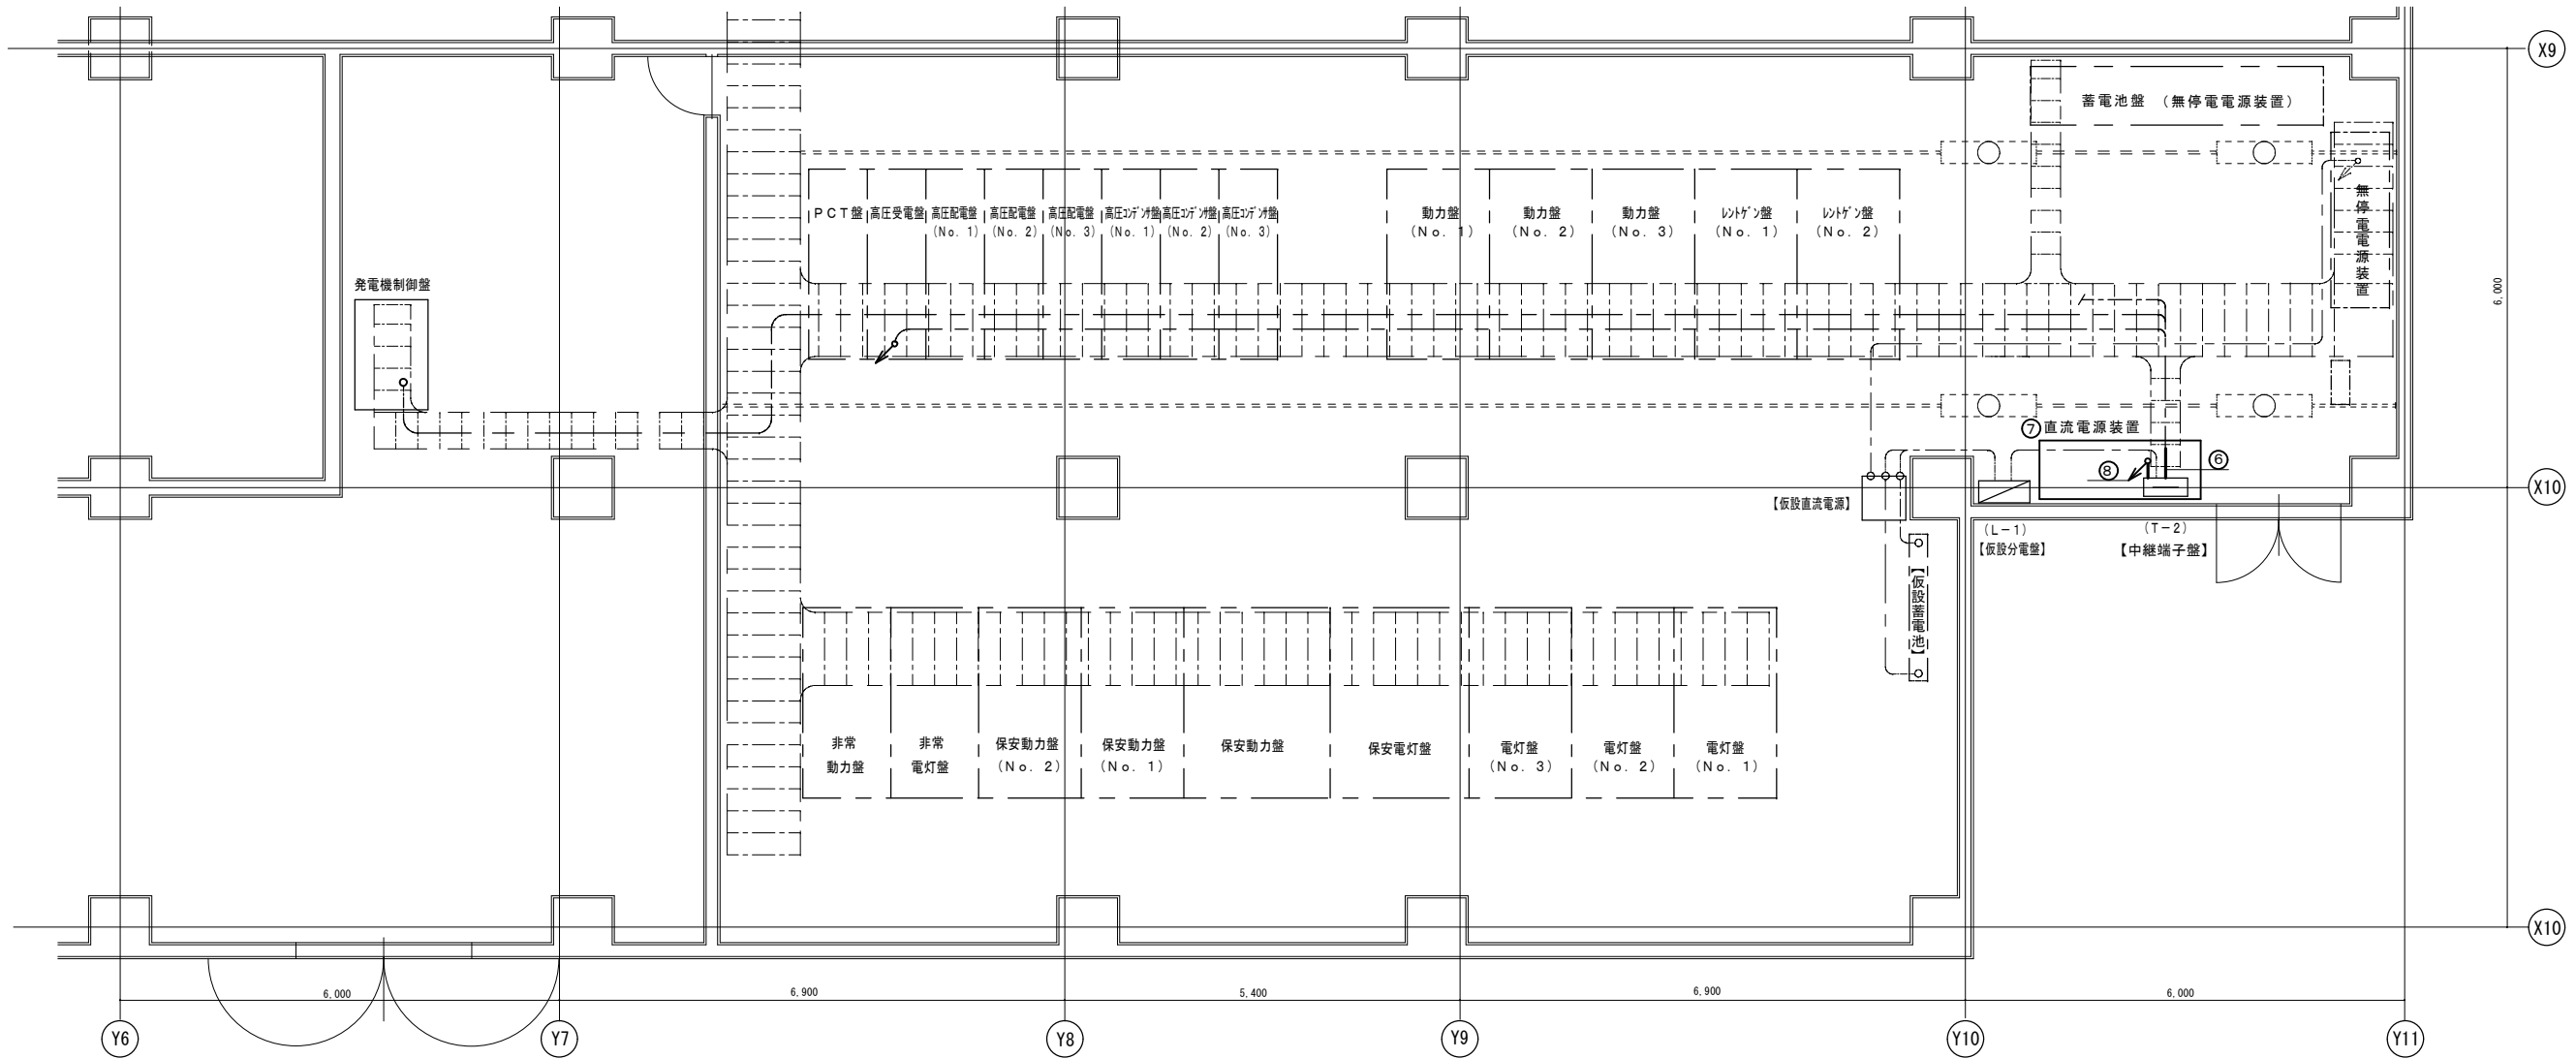 X9
蓄電池盤 (無停電電源装置)
無停電電源装置
PCT盤
高圧受電盤
高圧配電盤
(No. 1)
高圧配電盤
(No. 2)
高圧配電盤
(No. 3)
高圧ｺﾝﾃﾞﾝｻ盤
(No. 1)
高圧ｺﾝﾃﾞﾝｻ盤
(No. 2)
高圧ｺﾝﾃﾞﾝｻ盤
(No. 3)
動力盤
(No. 1)
動力盤
(No. 2)
動力盤
(No. 3)
ﾚﾝﾄｹﾞﾝ盤
(No. 1)
ﾚﾝﾄｹﾞﾝ盤
(No. 2)
発電機制御盤
6,000
⑦直流電源装置
⑧
⑥
X10
【仮設直流電源】
(L-1)
【仮設分電盤】
(T-2)
【中継端子盤】
【仮設蓄電池】
非常
動力盤
非常
電灯盤
保安動力盤
(No. 2)
保安動力盤
(No. 1)
保安動力盤
保安電灯盤
電灯盤
(No. 3)
電灯盤
(No. 2)
電灯盤
(No. 1)
X10
6,000
6,900
5,400
6,900
6,000
Y6
Y7
Y8
Y9
Y10
Y11